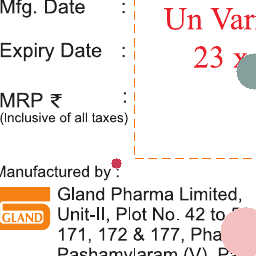 Mfg. Date :
Un Var
Expiry Date :
23
MRP ₹ :
(Inclusive of all taxes)
Manufactured by :
Gland Pharma Limited,
GLAND
Unit-II, Plot No. 42 to
171, 172 & 177,
Pashamylaram (V),